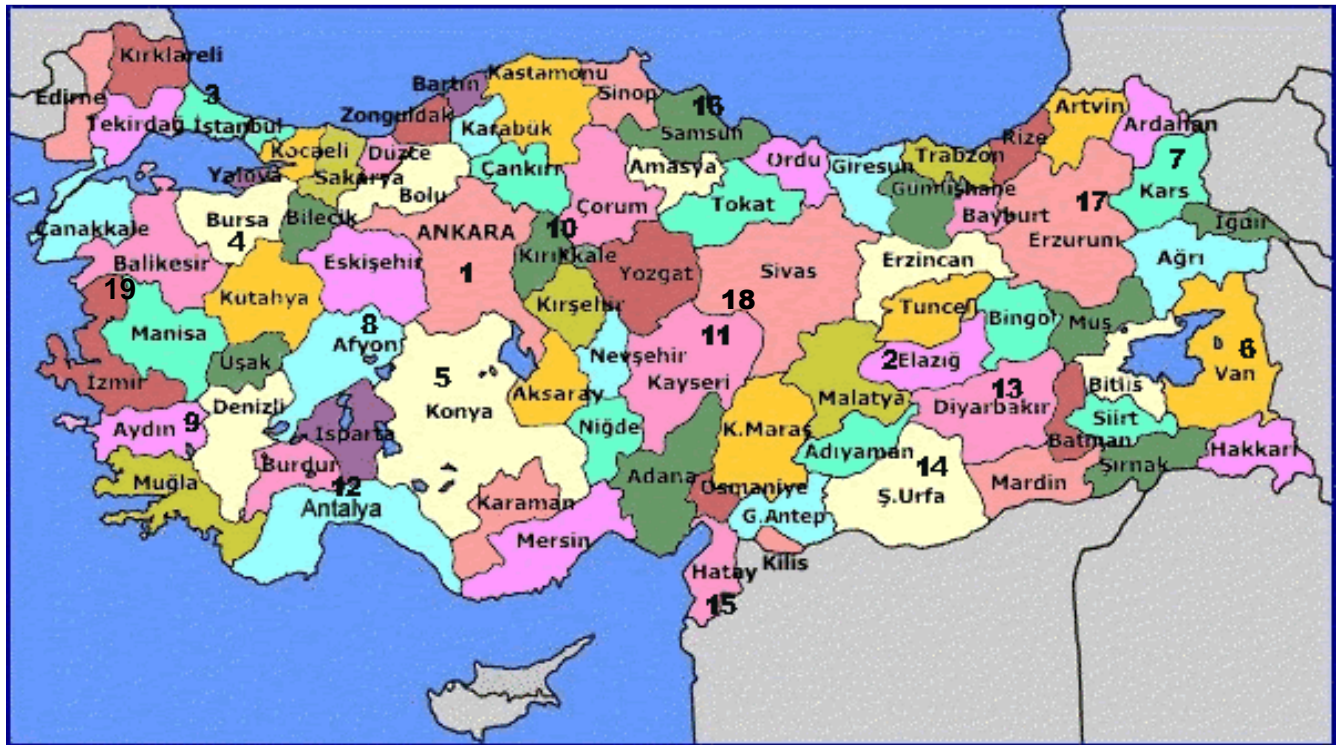 Kırklareli
Edirne
3
Tekirdağ
İstanbul
Kocaeli
Yalova
Sakarya
Düzce
Zonguldak
Bartın
Karabük
Kastamonu
Sinop
16
Samsun
Çankırı
Bolu
Amasya
Ordu
Giresun
Trabzon
Gümüshane
Rize
Artvin
Ardahan
7
Kars
Igdır
17
Bayburt
Erzurum
Ağrı
Çanakkale
Balikesir
Bursa
4
Bilecik
Eskişehir
ANKARA
1
10
Kırıkkale
Çorum
Tokat
Yozgat
Sivas
18
Erzincan
Tuncel
Bingöl
Muş
19
Manisa
Kütahya
Uşak
8
Afyon
Kırşehir
Nevşehir
11
Kayseri
2
Elazığ
Malatya
13
Diyarbakır
Bitlis
6
Van
İzmir
Aydın
9
Denizli
Isparta
5
Konya
Aksaray
Niğde
K.Maraş
Adıyaman
Batman
Siirt
Şırnak
Hakkari
Muğla
Burdur
12
Antalya
Karaman
Mersin
Adana
Osmaniye
G.Antep
14
Ş.Urfa
Mardin
Hatay
15
Kilis